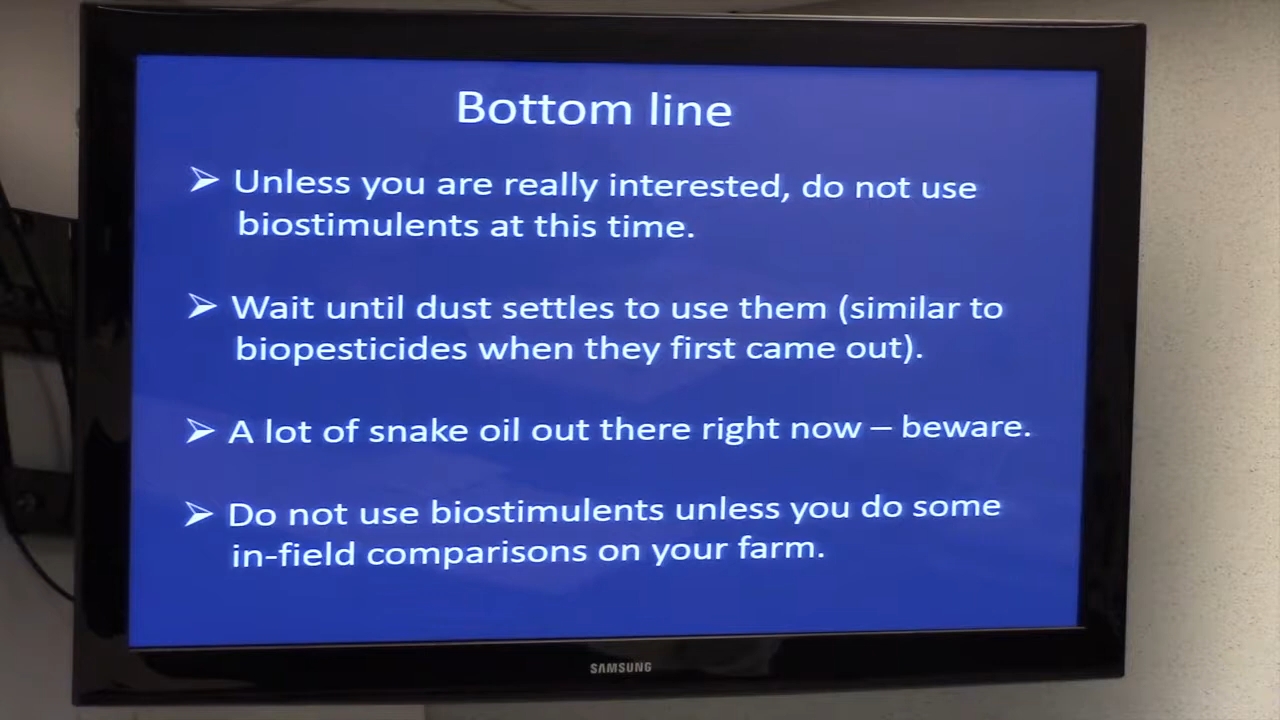 Bottom line
➢ Unless you are really interested, do not use
biostimulents at this time.
➢ Wait until dust settles to use them (similar to
biopesticides when they first came out).
➢ A lot of snake oil out there right now – beware.
➢ Do not use biostimulents unless you do some
in-field comparisons on your farm.
SAMSUNG